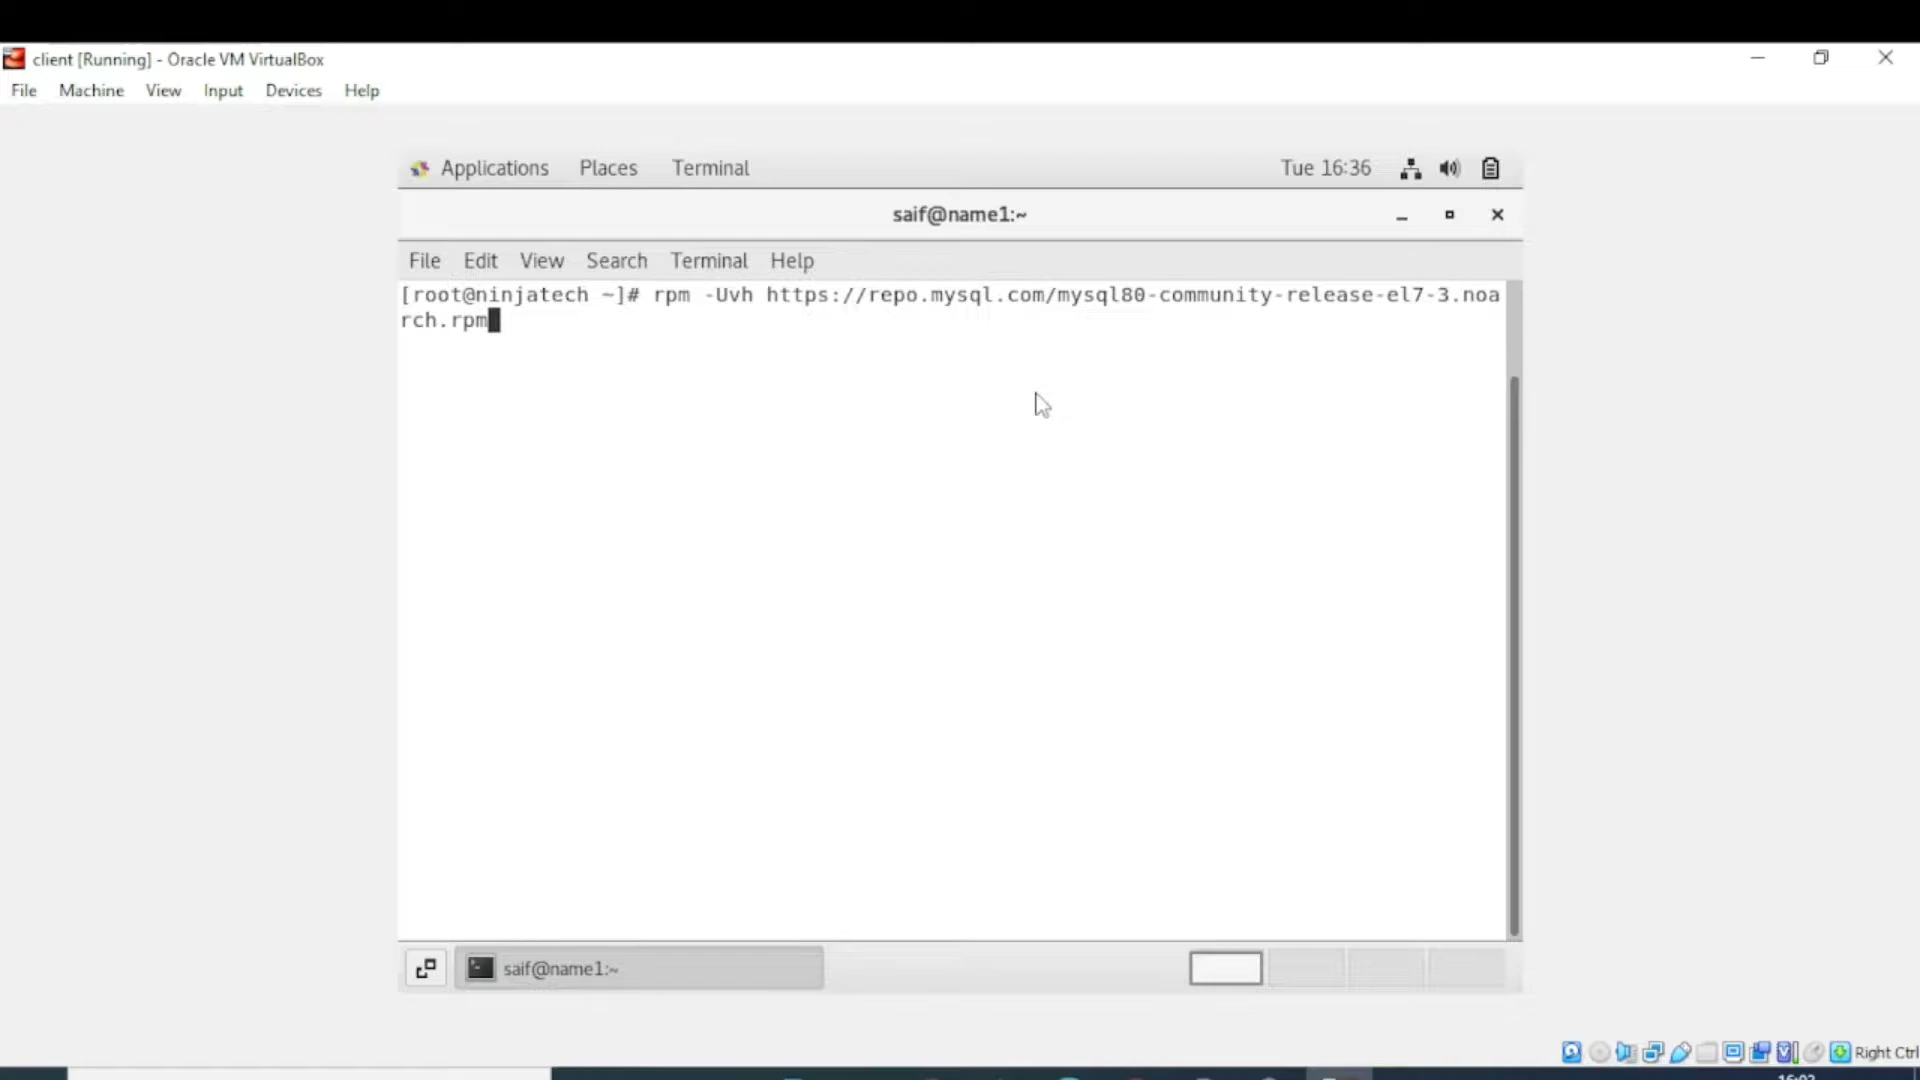 client [Running] - Oracle VM VirtualBox
File Machine View Input Devices Help
Applications Places Terminal Tue 16:36
saif@name1:~
File Edit View Search Terminal Help
[root@ninjatech ~]# rpm -Uvh https://repo.mysql.com/mysql80-community-release-el7-3.noa
rch.rpm
saif@name1:~
Right Ctrl